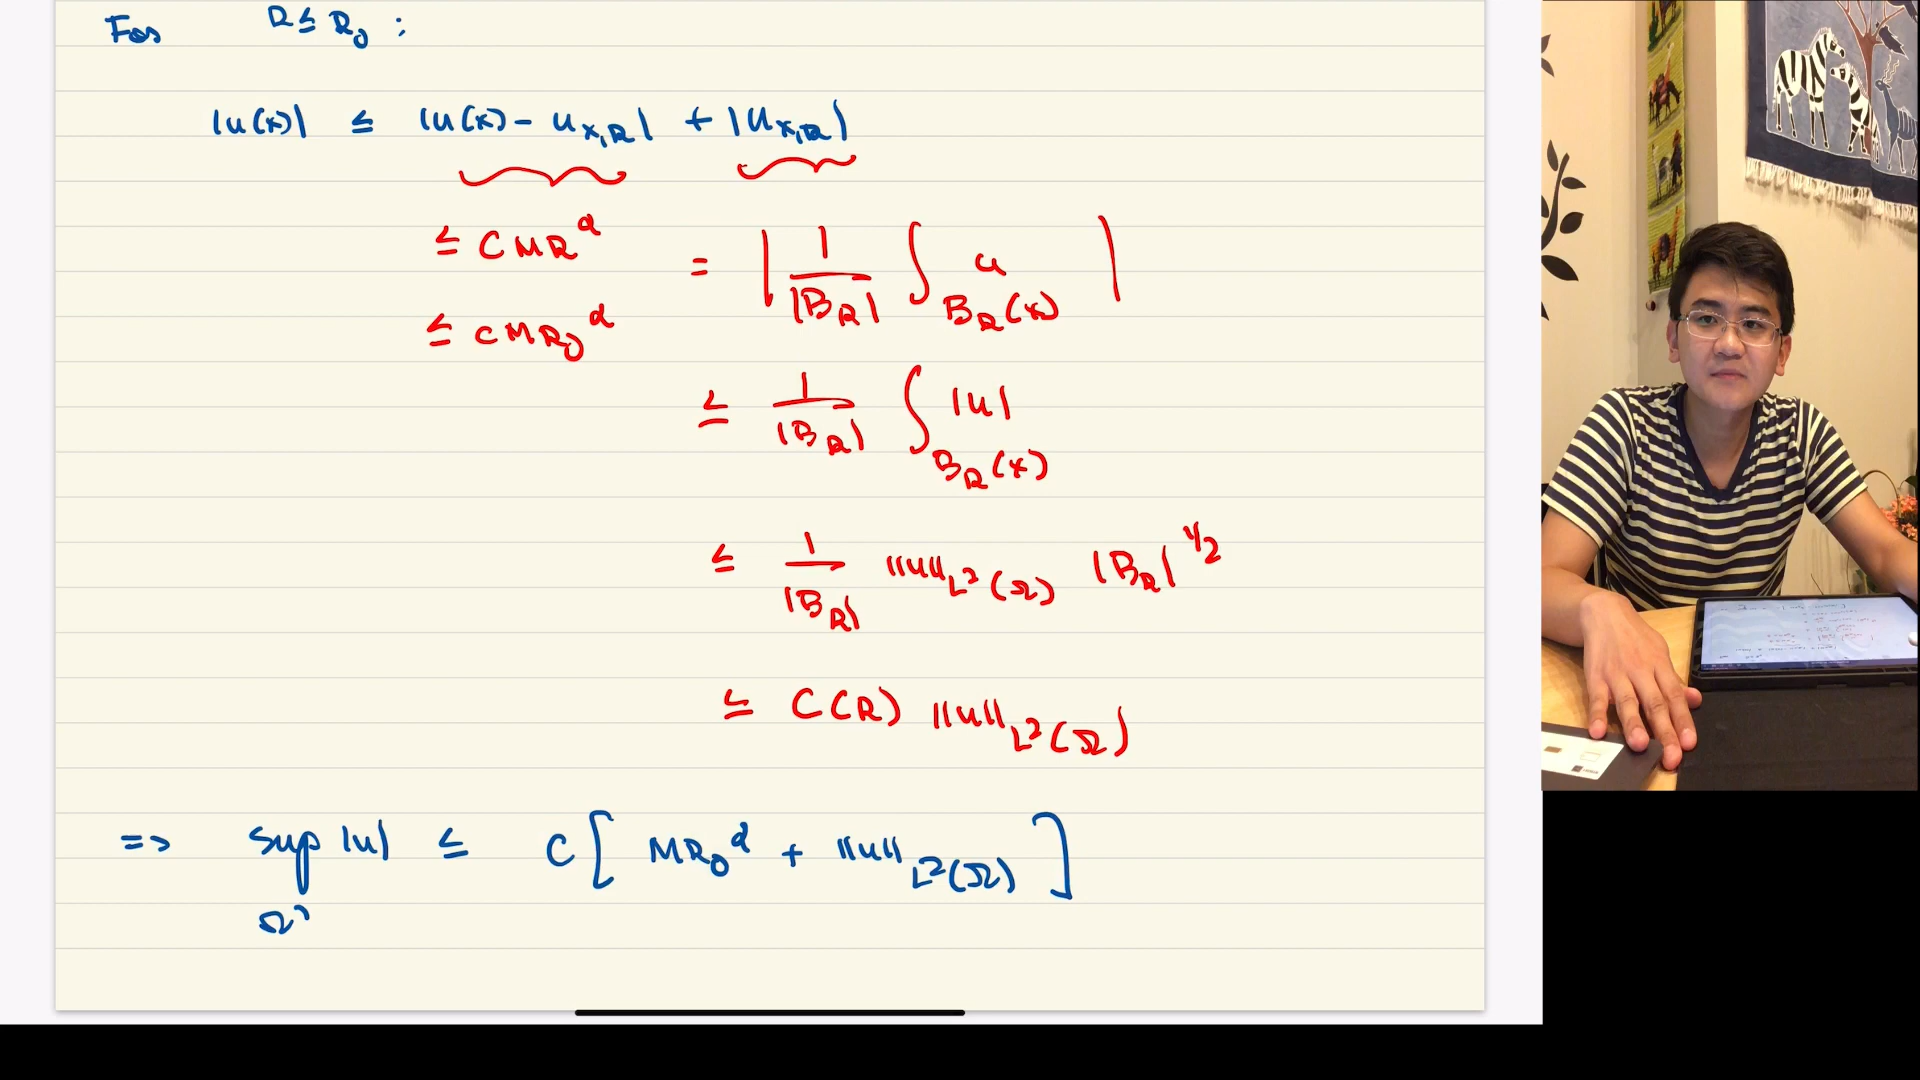 For R ≤ R₀ :
|u(x)| ≤ |u(x) - u_{x,R}| + |u_{x,R}|
≤ CMR^α = | 1/|B_R| ∫_{B_R(x)} u |
≤ CMR₀^α
≤ 1/|B_R| ∫_{B_R(x)} |u|
≤ 1/|B_R| ||u||_{L²(Ω)} |B_R|^{1/2}
≤ C(R) ||u||_{L²(Ω)}
=> sup_{Ω'} |u| ≤ C [ MR₀^α + ||u||_{L²(Ω)} ]